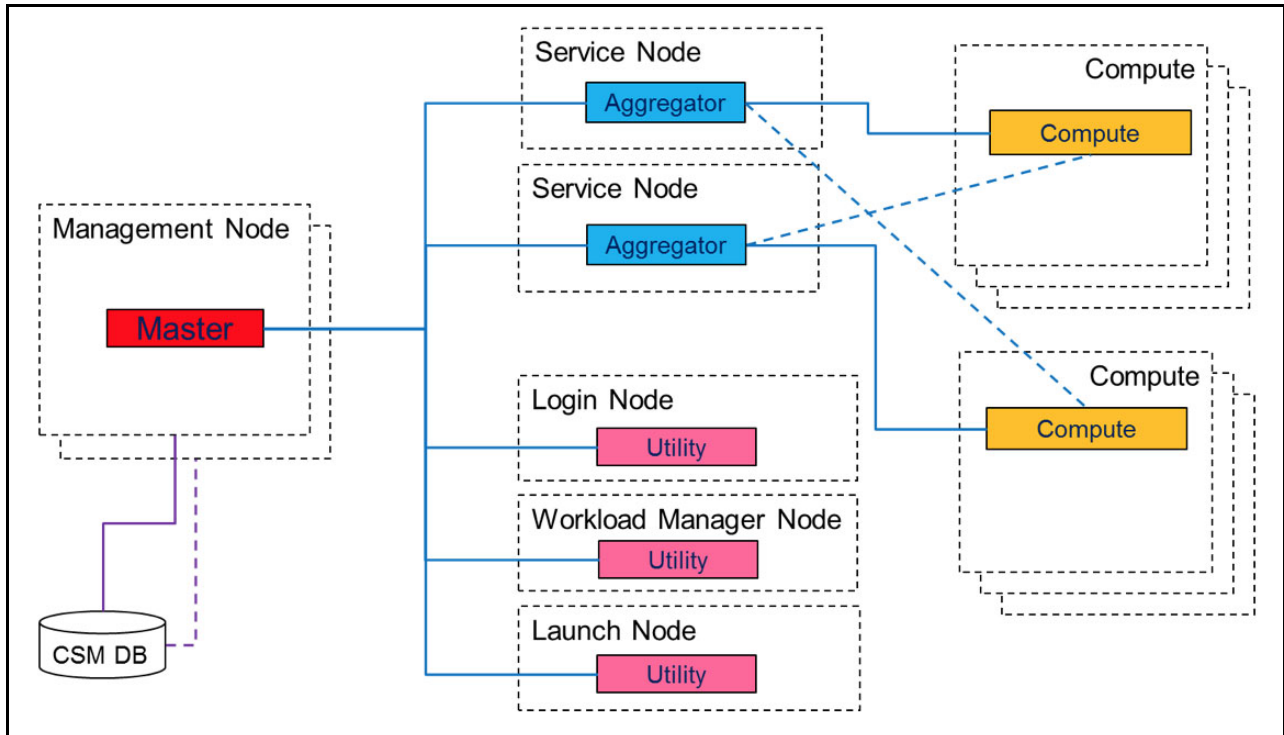 Service Node
Aggregator
Compute
Compute
Service Node
Aggregator
Management Node
Master
Login Node
Utility
Compute
Compute
Workload Manager Node
Utility
Launch Node
Utility
CSM DB